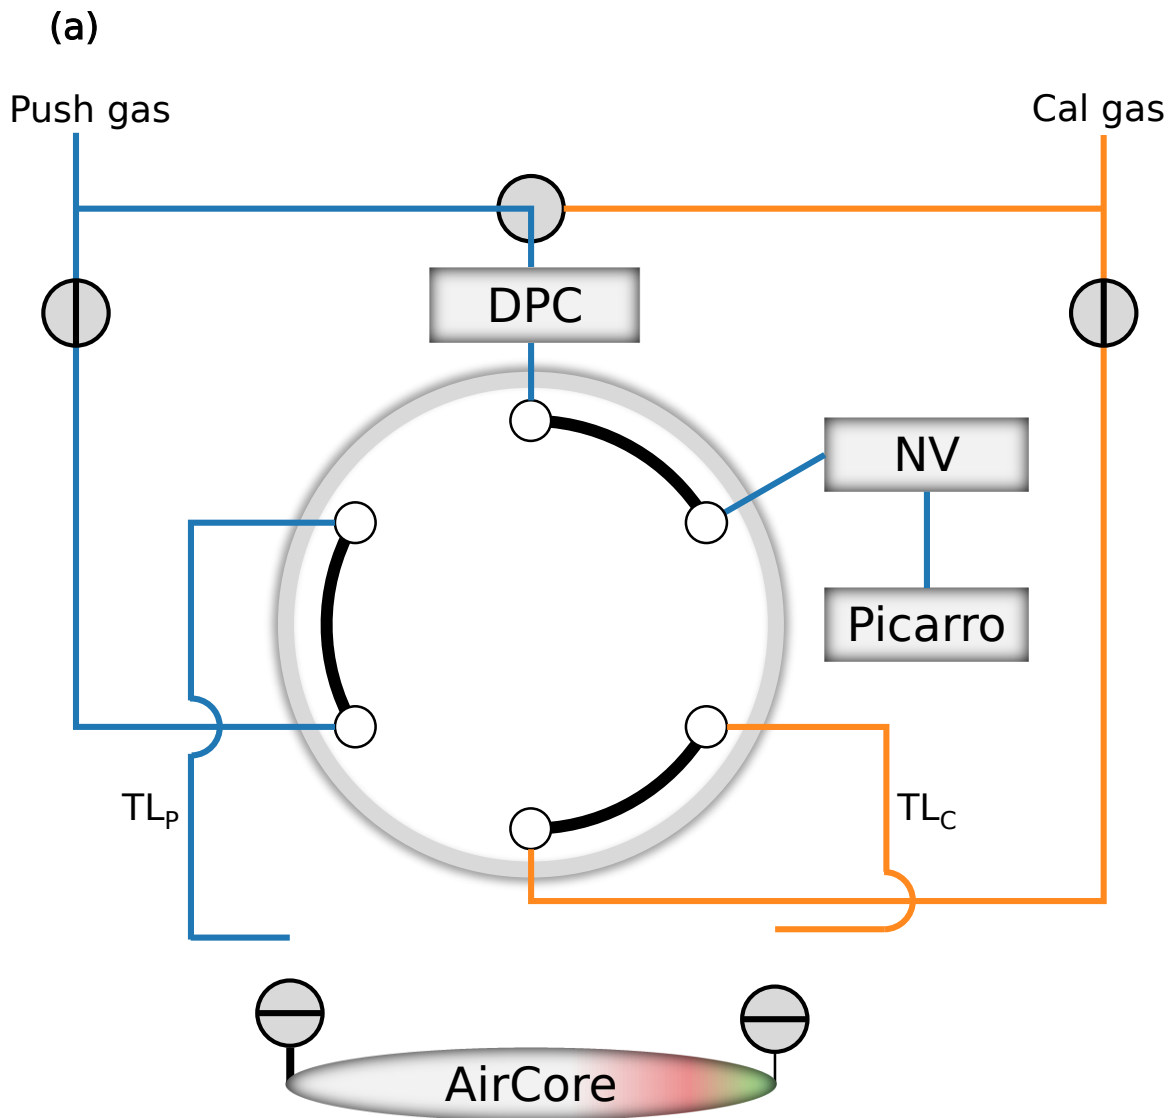 (a)
Push gas
Cal gas
DPC
NV
Picarro
TLP
TLC
AirCore